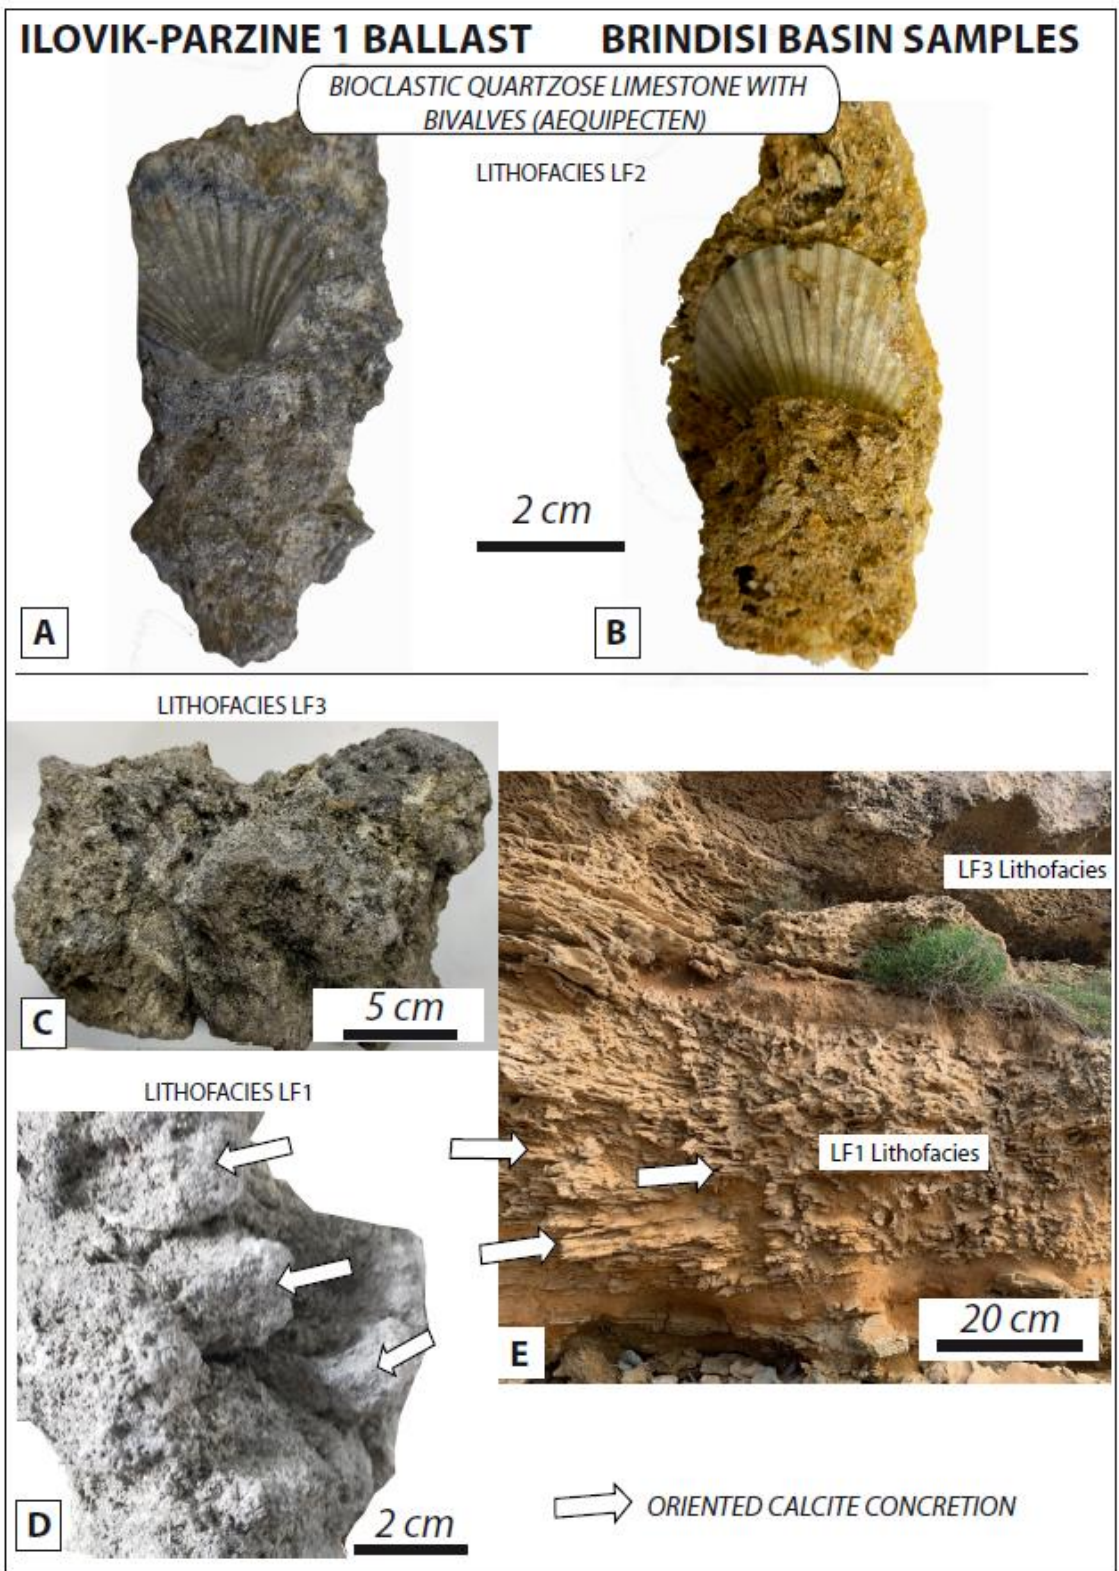 ILOVIK-PARZINE 1 BALLAST
BRINDISI BASIN SAMPLES
BIOCLASTIC QUARTZOSE LIMESTONE WITH
BIVALVES (AEQUIPECTEN)
LITHOFACIES LF2
2 cm
A
B
LITHOFACIES LF3
LF3 Lithofacies
C
5 cm
LITHOFACIES LF1
LF1 Lithofacies
20 cm
E
ORIENTED CALCITE CONCRETION
D
2 cm